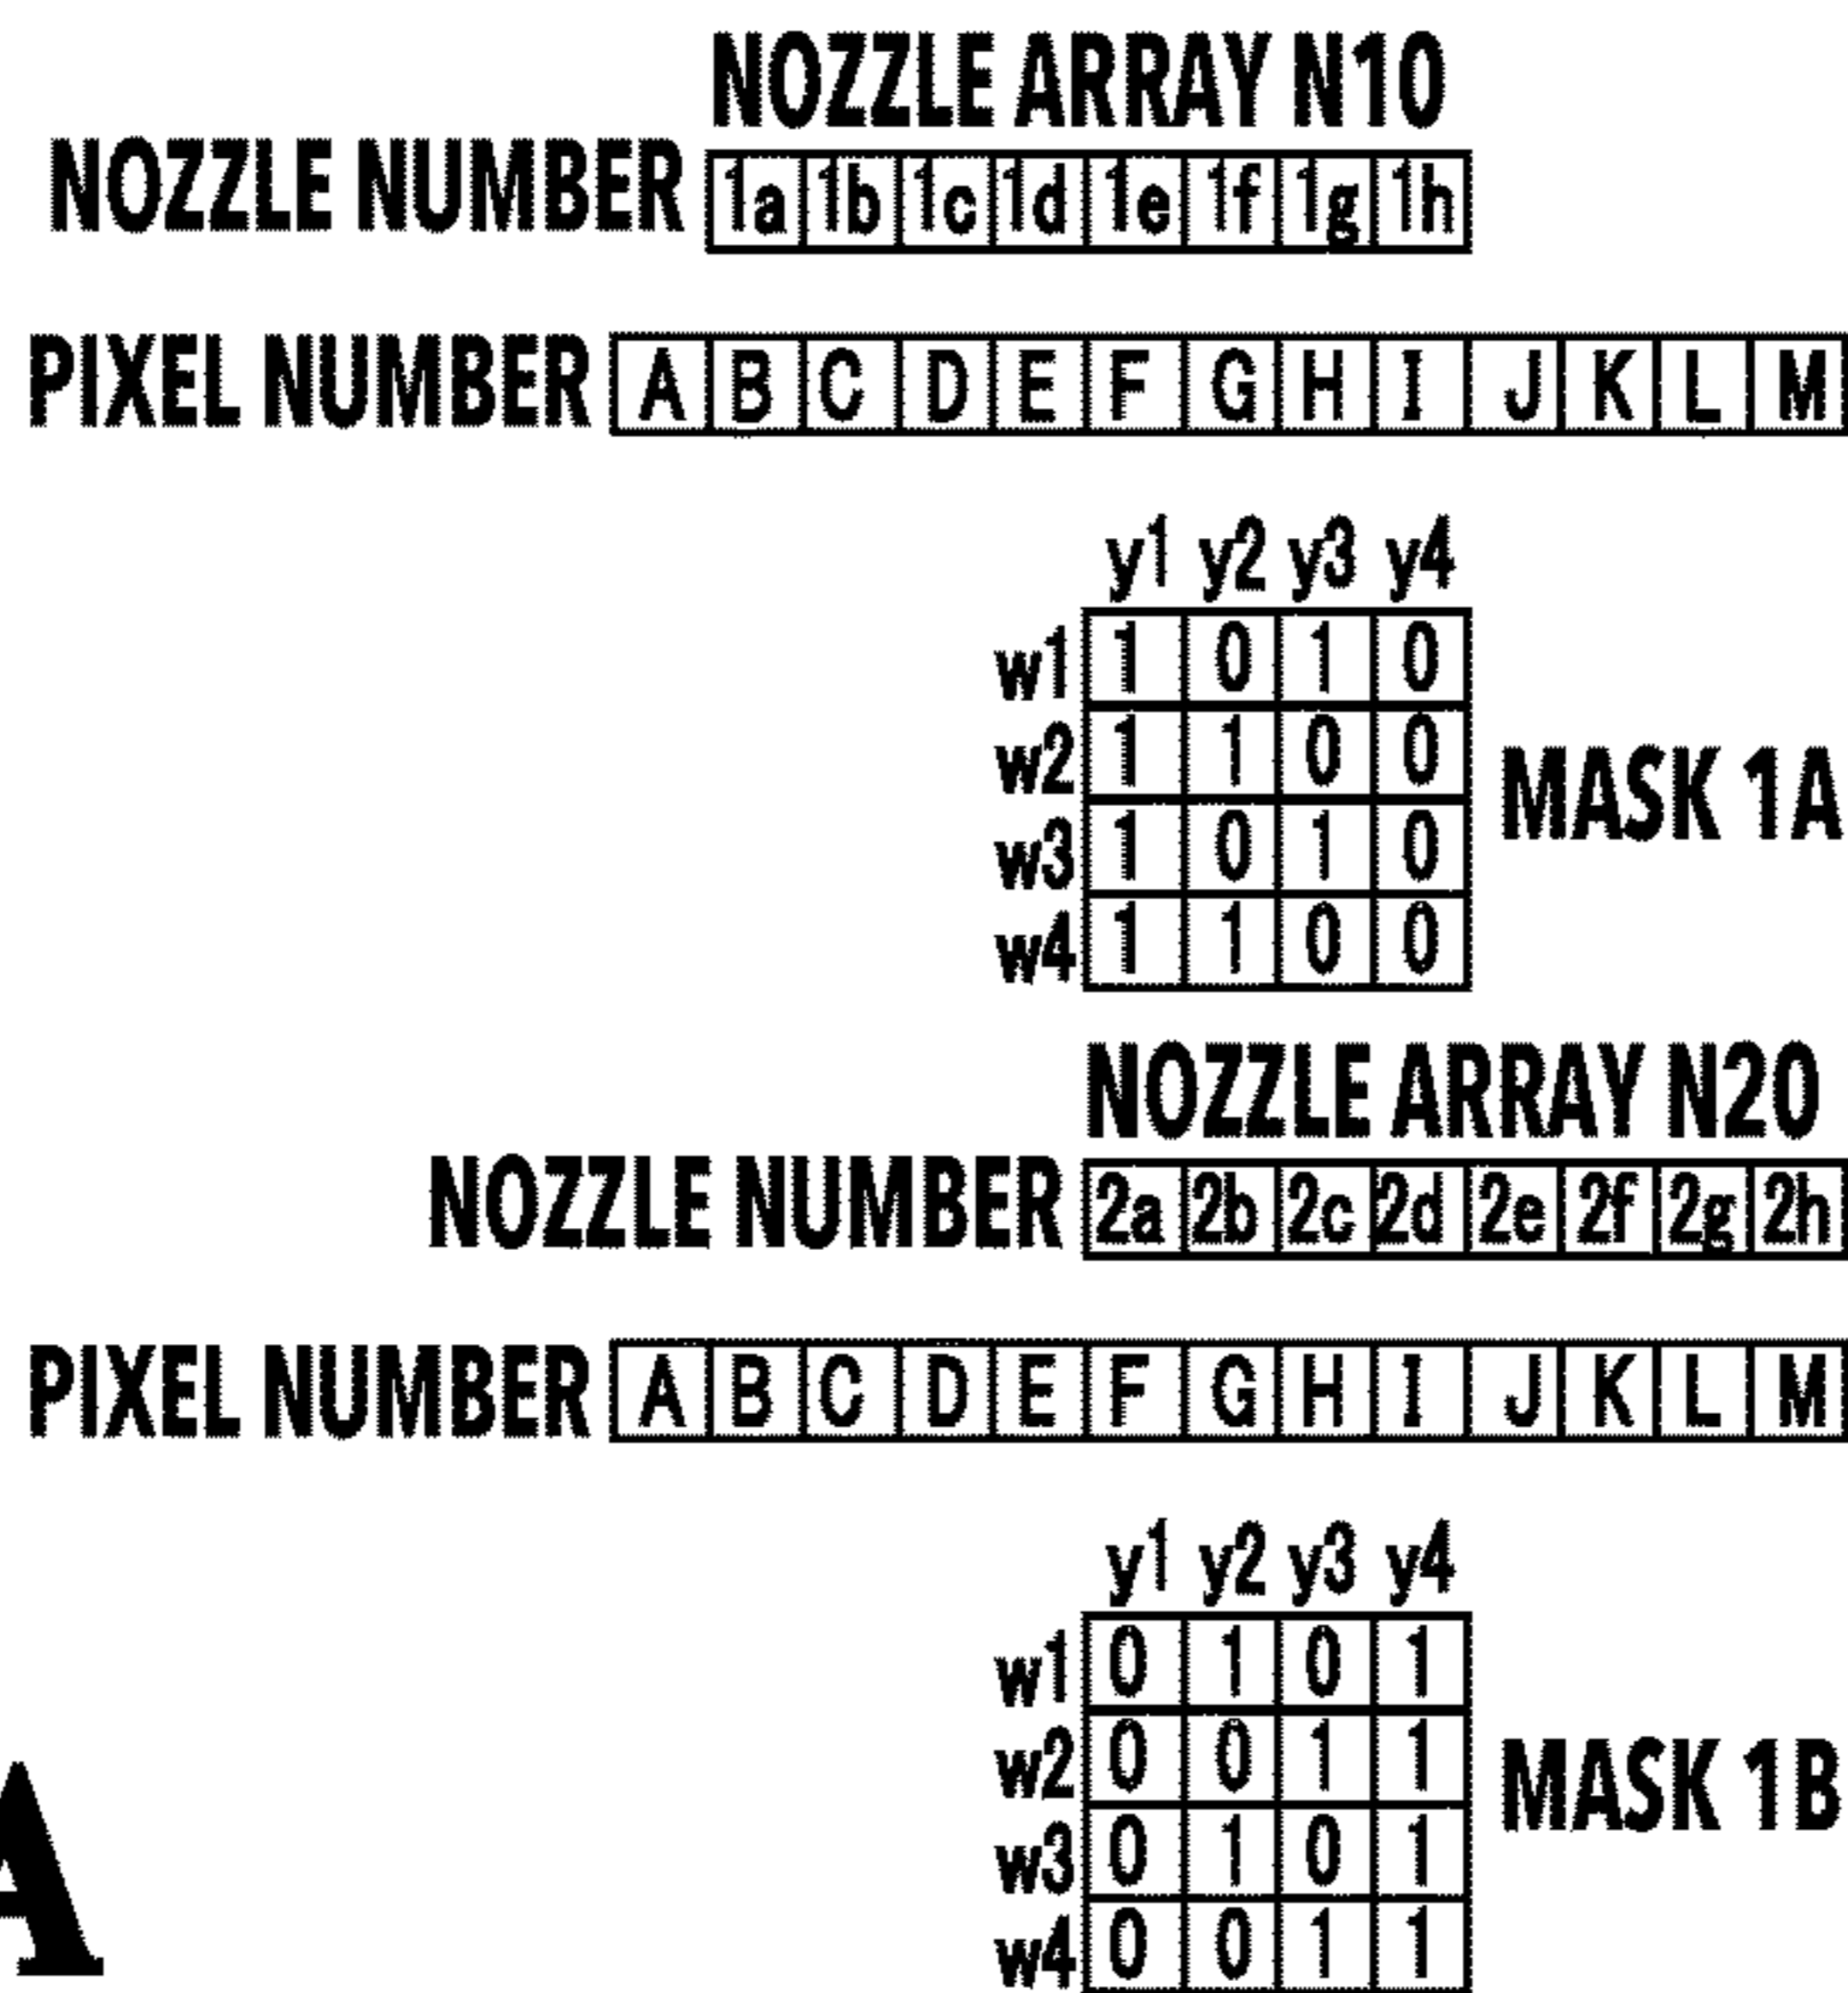 NOZZLE ARRAY N10
NOZZLE NUMBER 1a 1b 1c 1d 1e 1f 1g 1h
PIXEL NUMBER A B C D E F G H I J K L M
y1 y2 y3 y4
w1 1 0 1 0
w2 1 1 0 0
MASK 1A
w3 1 0 1 0
w4 1 1 0 0
NOZZLE ARRAY N20
NOZZLE NUMBER 2a 2b 2c 2d 2e 2f 2g 2h
PIXEL NUMBER A B C D E F G H I J K L M
y1 y2 y3 y4
w1 0 1 0 1
w2 0 0 1 1
MASK 1B
w3 0 1 0 1
w4 0 0 1 1
A